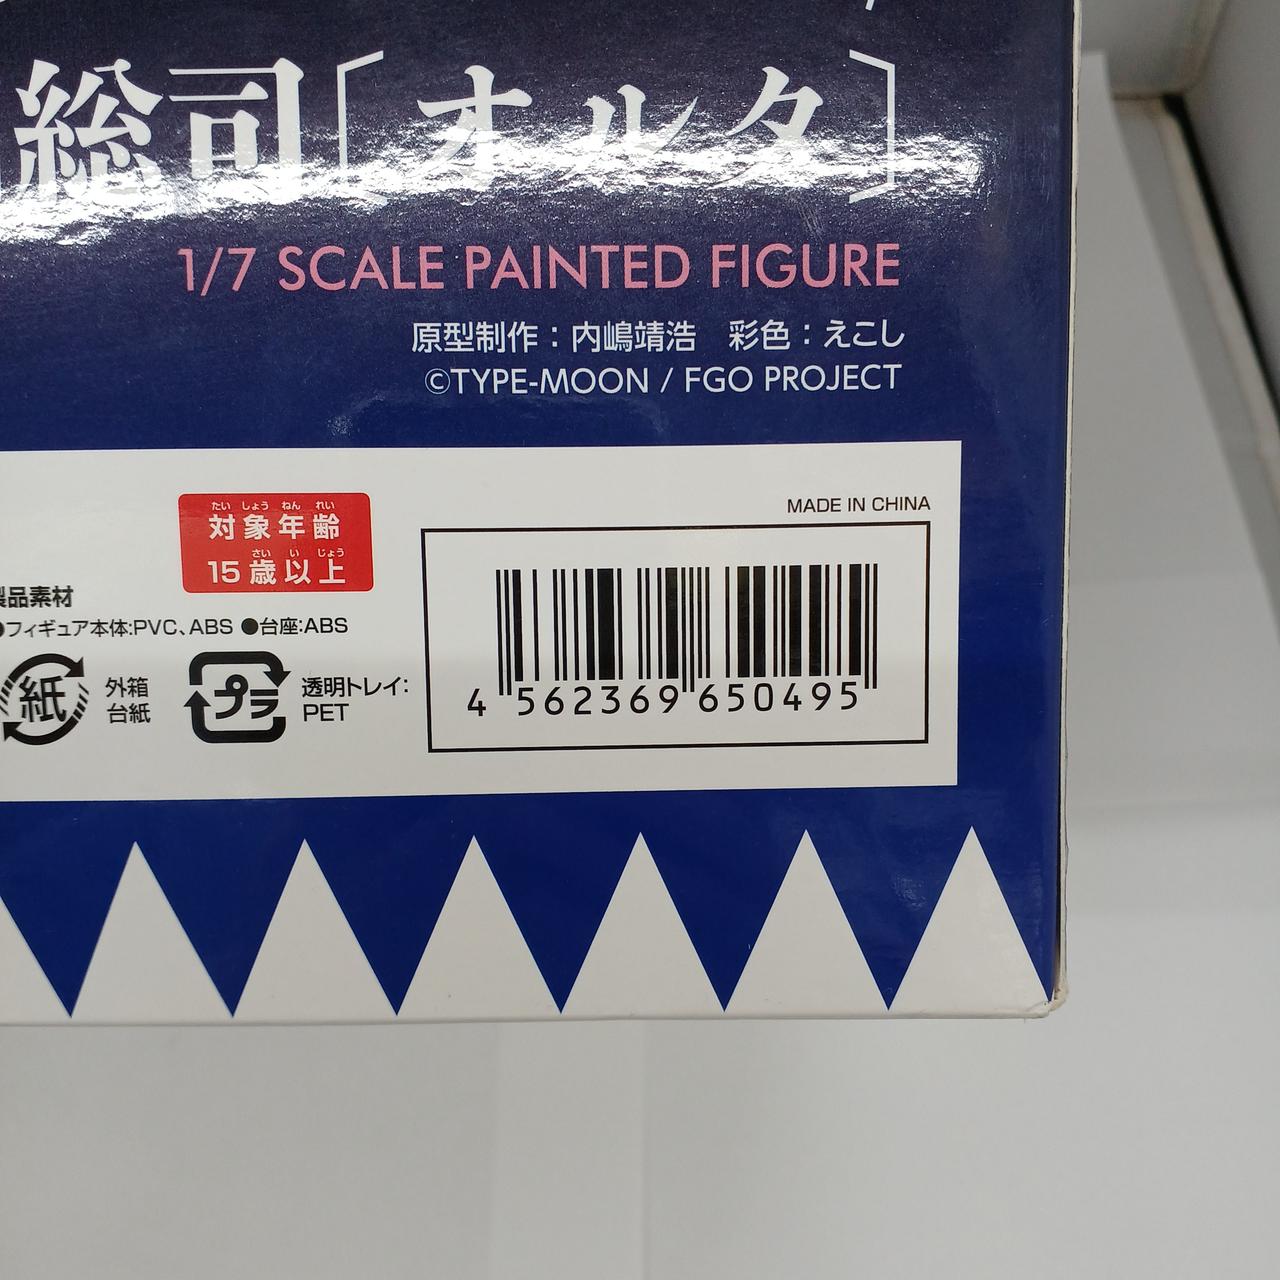 総司［オルタ］
1/7 SCALE PAINTED FIGURE
原型制作：内嶋靖浩　彩色：えこし
©TYPE-MOON / FGO PROJECT
MADE IN CHINA
たい しょう ねん れい
対象年齢
さい い じょう
15歳以上
製品素材
●フィギュア本体:PVC、ABS ●台座:ABS
紙
外箱
台紙
プラ
透明トレイ:
PET
4 562369 650495